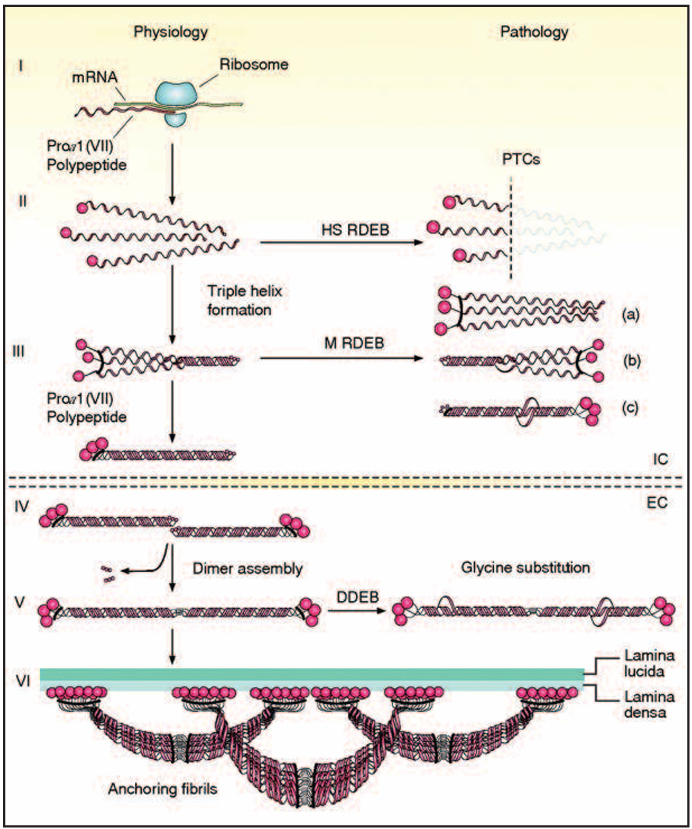 Physiology
Pathology
I
mRNA
Ribosome
Proα1(VII)
Polypeptide
PTCs
II
HS RDEB
Triple helix
formation
(a)
III
M RDEB
(b)
Proα1(VII)
Polypeptide
(c)
IC
EC
IV
Dimer assembly
Glycine substitution
V
DDEB
VI
Lamina
lucida
Lamina
densa
Anchoring fibrils